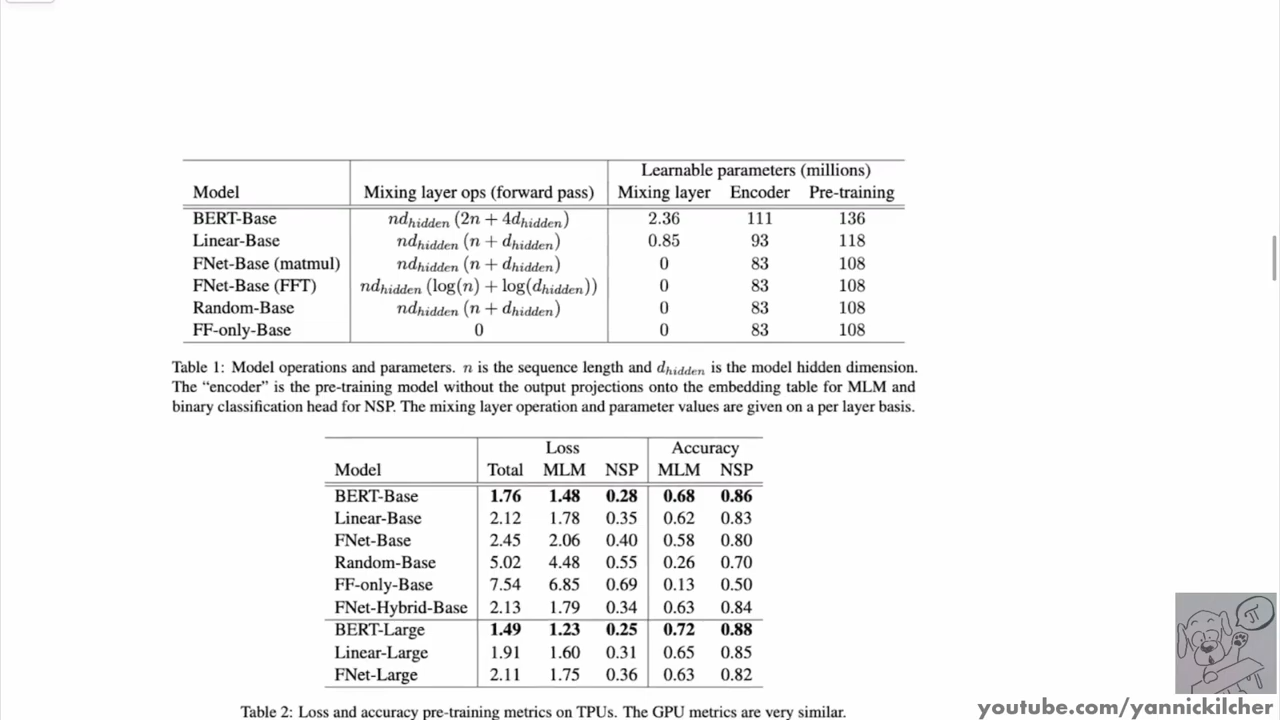 Learnable parameters (millions)
Model Mixing layer ops (forward pass) Mixing layer Encoder Pre-training
BERT-Base nd_hidden (2n + 4d_hidden) 2.36 111 136
Linear-Base nd_hidden (n + d_hidden) 0.85 93 118
FNet-Base (matmul) nd_hidden (n + d_hidden) 0 83 108
FNet-Base (FFT) nd_hidden (log(n) + log(d_hidden)) 0 83 108
Random-Base nd_hidden (n + d_hidden) 0 83 108
FF-only-Base 0 0 83 108
Table 1: Model operations and parameters. n is the sequence length and d_hidden is the model hidden dimension.
The “encoder” is the pre-training model without the output projections onto the embedding table for MLM and
binary classification head for NSP. The mixing layer operation and parameter values are given on a per layer basis.
Loss Accuracy
Model Total MLM NSP MLM NSP
BERT-Base 1.76 1.48 0.28 0.68 0.86
Linear-Base 2.12 1.78 0.35 0.62 0.83
FNet-Base 2.45 2.06 0.40 0.58 0.80
Random-Base 5.02 4.48 0.55 0.26 0.70
FF-only-Base 7.54 6.85 0.69 0.13 0.50
FNet-Hybrid-Base 2.13 1.79 0.34 0.63 0.84
BERT-Large 1.49 1.23 0.25 0.72 0.88
Linear-Large 1.91 1.60 0.31 0.65 0.85
FNet-Large 2.11 1.75 0.36 0.63 0.82
Table 2: Loss and accuracy pre-training metrics on TPUs. The GPU metrics are very similar.
π
youtube.com/yannickilcher